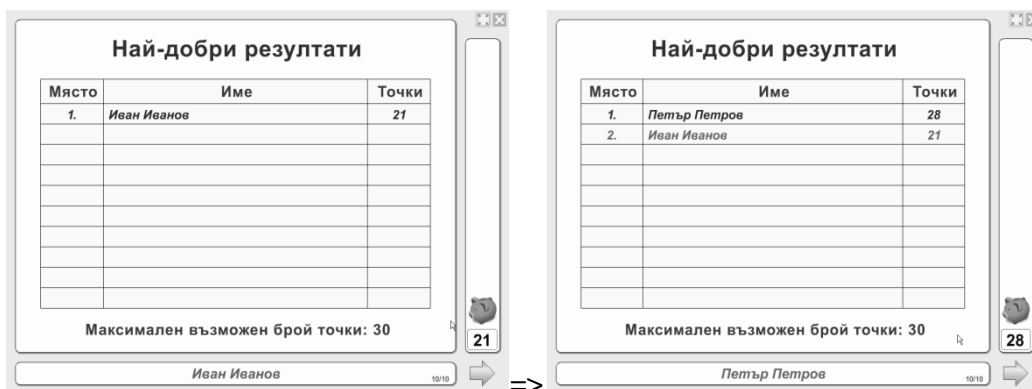 Най-добри резултати
Място Име Точки
1. Иван Иванов 21
Максимален възможен брой точки: 30
21
Иван Иванов 10/10
=>
Най-добри резултати
Място Име Точки
1. Петър Петров 28
2. Иван Иванов 21
Максимален възможен брой точки: 30
28
Петър Петров 10/10